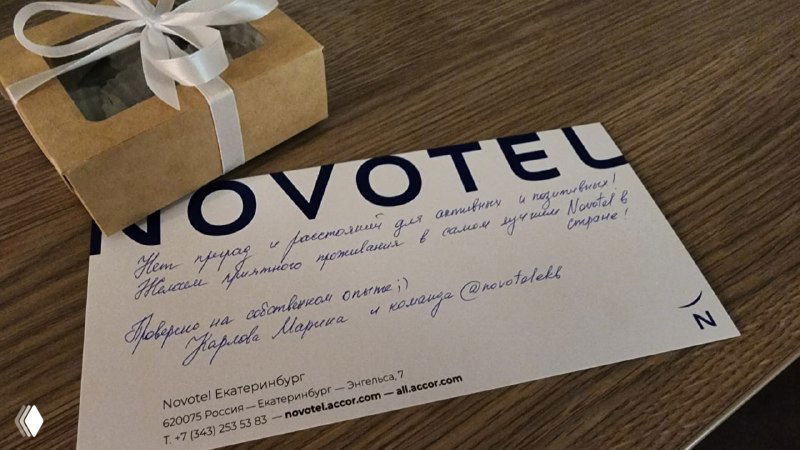 NOVOTEL
Нет преград и расстояний для активных и позитивных!
Желаем приятного проживания в самом лучшем Novotel в
стране!
Проверено на собственном опыте ;)
Карлова Марина и команда @novotelekb
N
Novotel Екатеринбург
620075 Россия — Екатеринбург — Энгельса, 7
Т. +7 (343) 253 53 83 — novotel.accor.com — all.accor.com